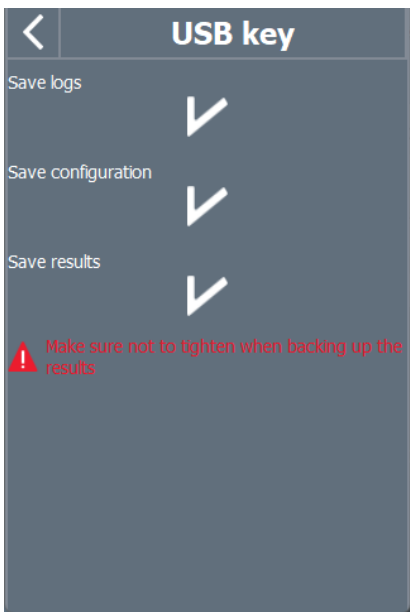 USB key
Save logs
Save configuration
Save results
Make sure not to tighten when backing up the
results